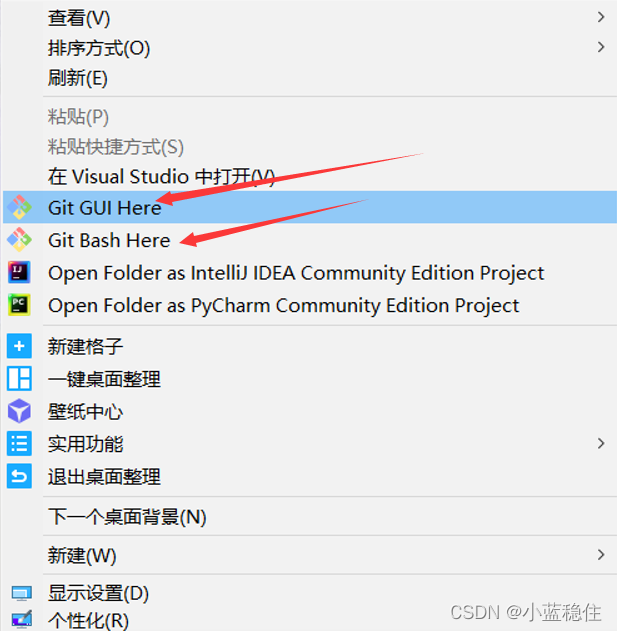 查看(V)
排序方式(O)
刷新(E)
粘贴(P)
粘贴快捷方式(S)
在 Visual Studio 中打开(V)
Git GUI Here
Git Bash Here
Open Folder as IntelliJ IDEA Community Edition Project
Open Folder as PyCharm Community Edition Project
新建格子
一键桌面整理
壁纸中心
实用功能
退出桌面整理
下一个桌面背景(N)
新建(W)
显示设置(D)
个性化(R)
CSDN @小蓝稳住